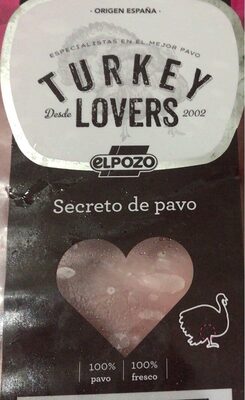 · ORIGEN ESPAÑA ·
ESPECIALISTAS EN EL MEJOR PAVO
TURKEY
Desde LOVERS 2002
ELPOZO
Secreto de pavo
100% 100%
pavo fresco